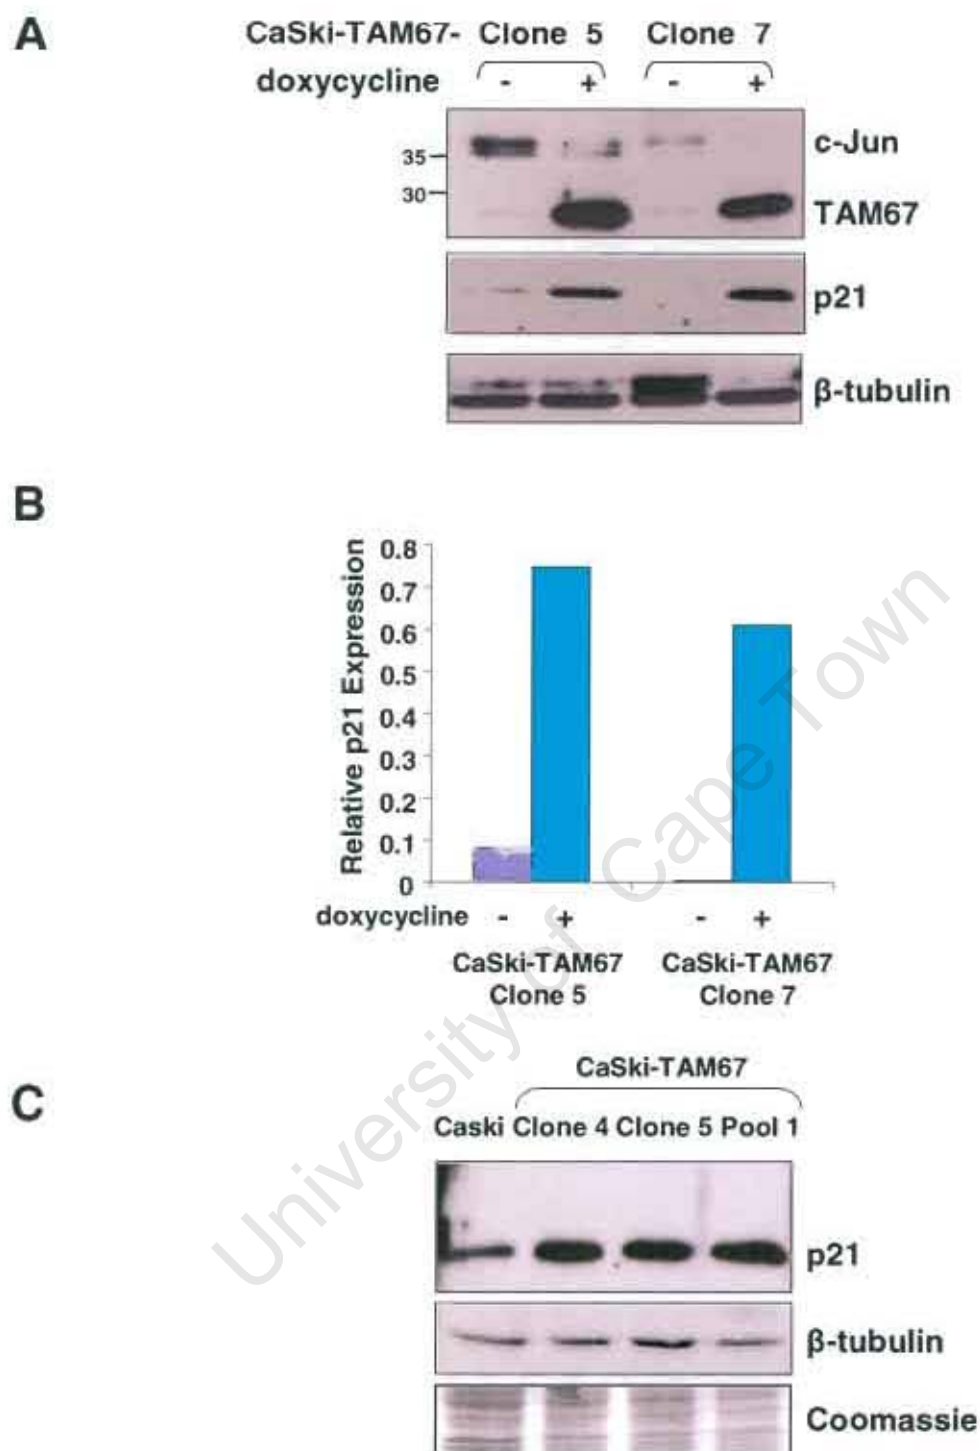 A
CaSki-TAM67- Clone 5 Clone 7
doxycycline - + - +
35
30
c-Jun
TAM67
p21
β-tubulin
B
Relative p21 Expression
0.8
0.7
0.6
0.5
0.4
0.3
0.2
0.1
0
doxycycline - + - +
CaSki-TAM67 CaSki-TAM67
Clone 5 Clone 7
C
CaSki-TAM67
Caski Clone 4 Clone 5 Pool 1
p21
β-tubulin
Coomassie
University of Cape Town